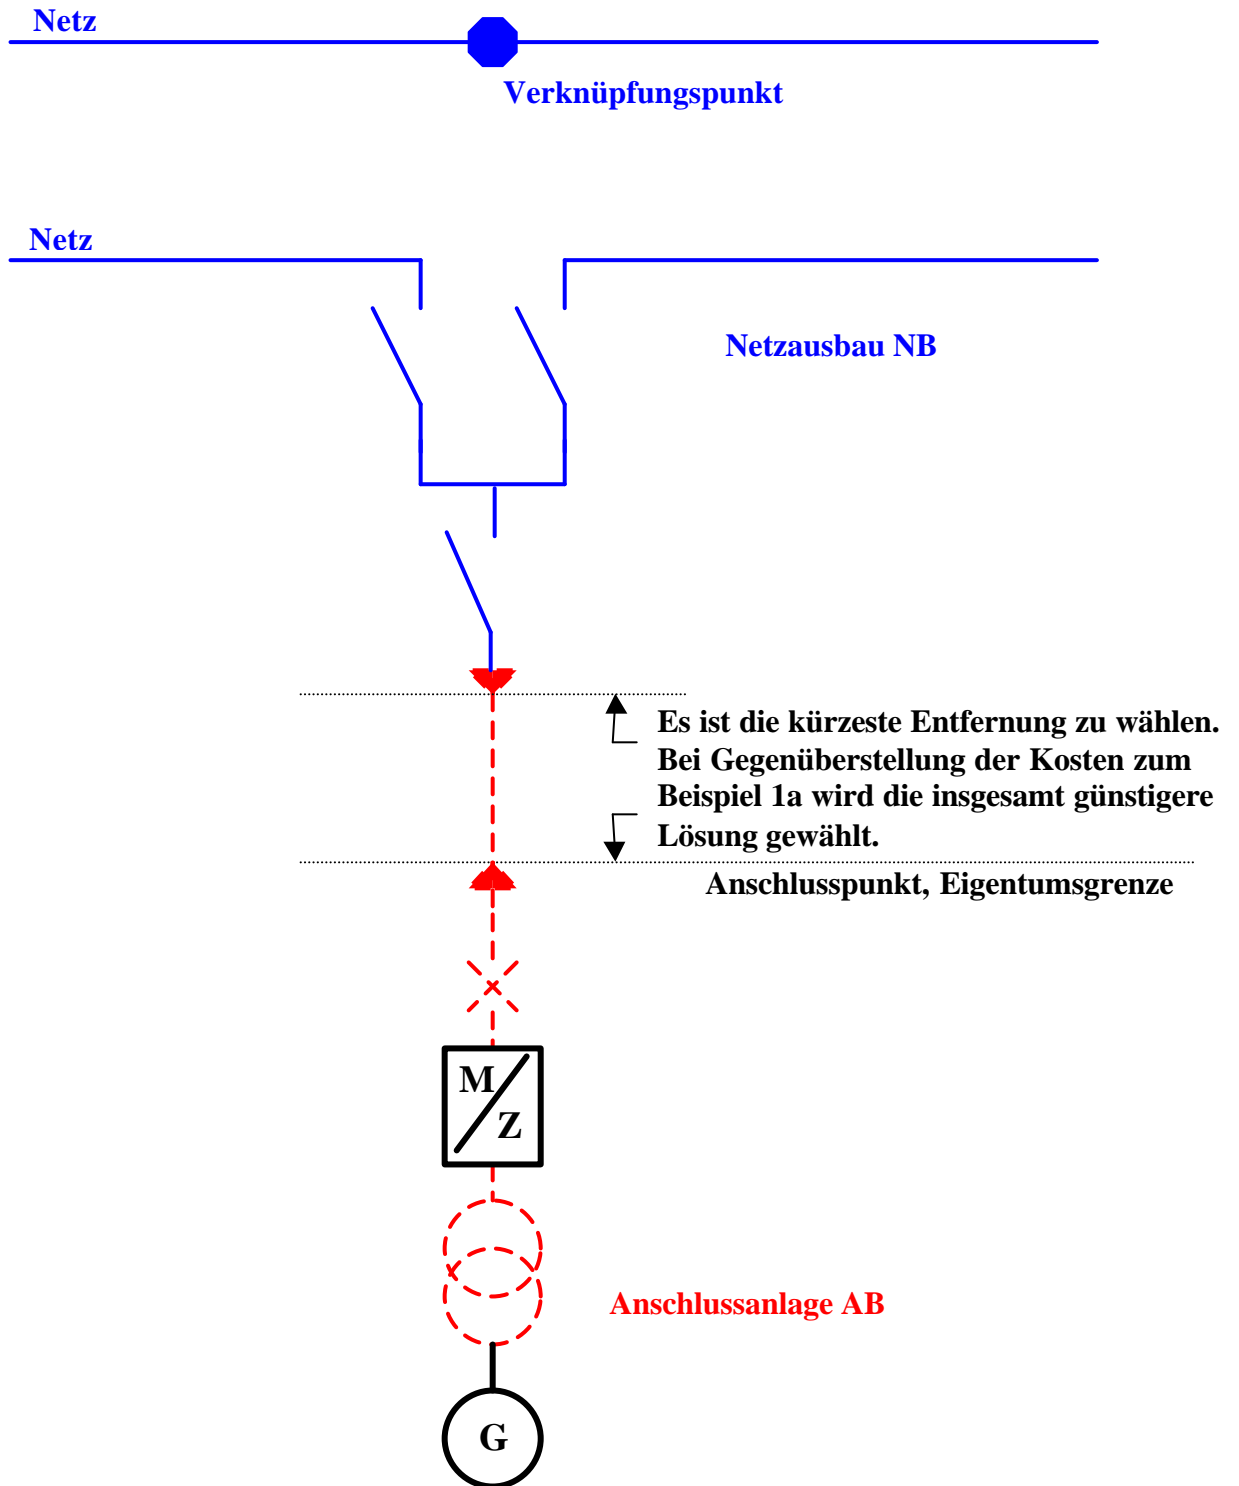 Netz
Verknüpfungspunkt
Netz
Netzausbau NB
Es ist die kürzeste Entfernung zu wählen.
Bei Gegenüberstellung der Kosten zum
Beispiel 1a wird die insgesamt günstigere
Lösung gewählt.
Anschlusspunkt, Eigentumsgrenze
M
Z
Anschlussanlage AB
G